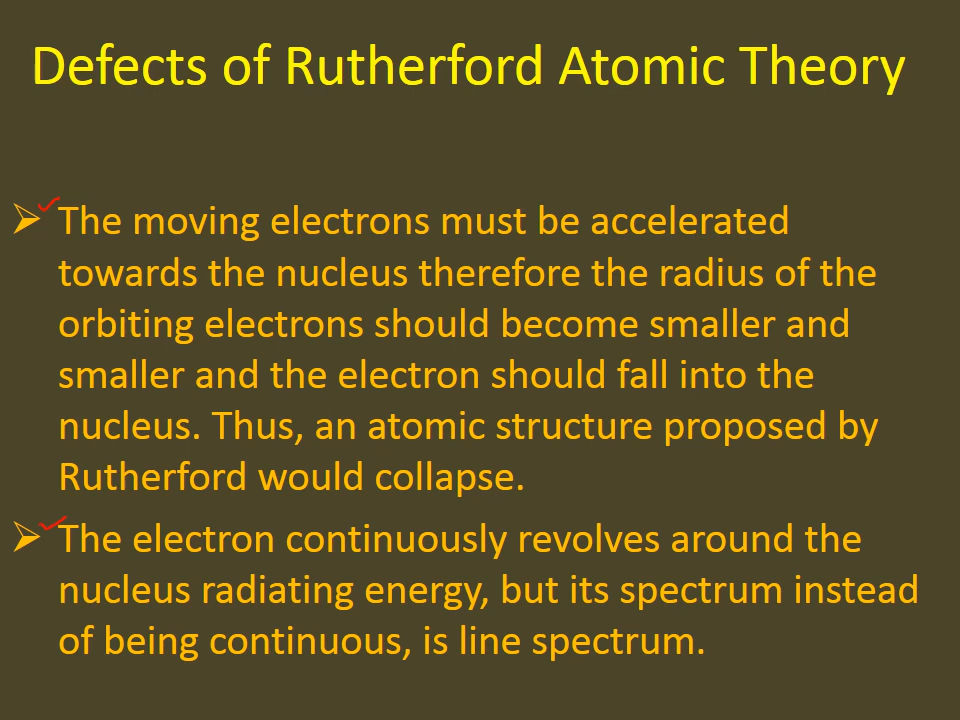 Defects of Rutherford Atomic Theory
The moving electrons must be accelerated
towards the nucleus therefore the radius of the
orbiting electrons should become smaller and
smaller and the electron should fall into the
nucleus. Thus, an atomic structure proposed by
Rutherford would collapse.
The electron continuously revolves around the
nucleus radiating energy, but its spectrum instead
of being continuous, is line spectrum.